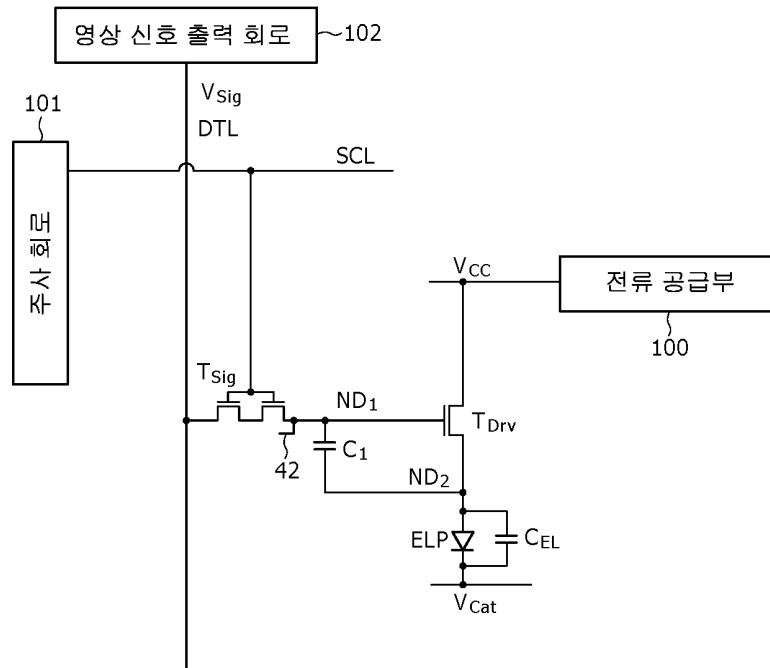 영상 신호 출력 회로
102
V_Sig
DTL
101
주사 회로
SCL
V_CC
전류 공급부
100
T_Sig
ND_1
T_Drv
42
C_1
ND_2
ELP
C_EL
V_Cat